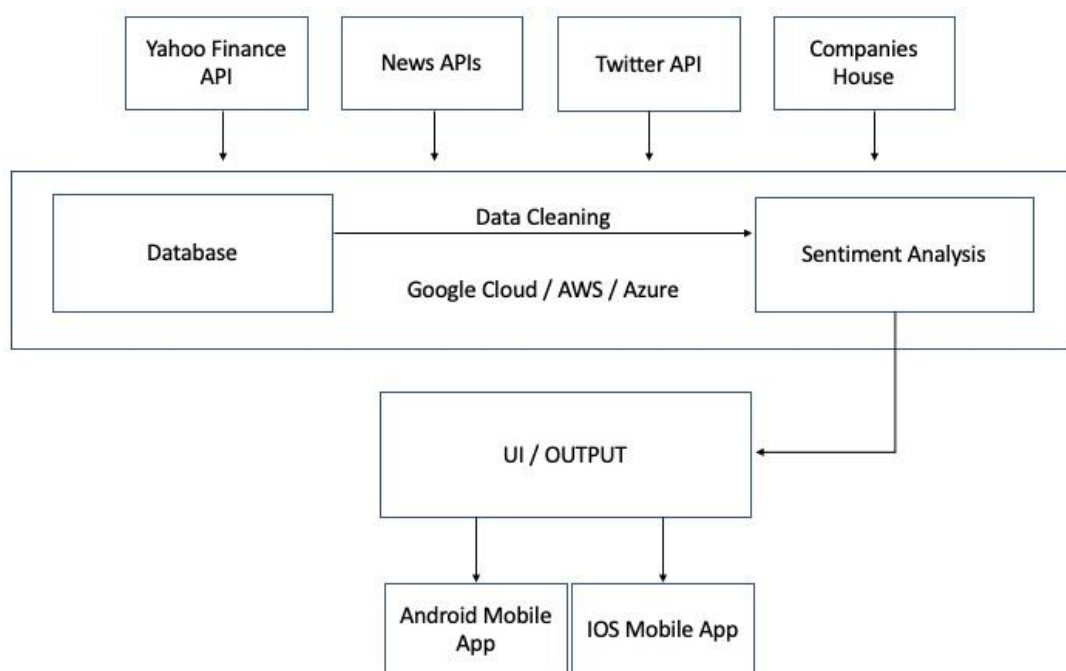 Yahoo Finance
API
News APIs
Twitter API
Companies
House
Data Cleaning
Database
Sentiment Analysis
Google Cloud / AWS / Azure
UI / OUTPUT
Android Mobile
App
IOS Mobile App